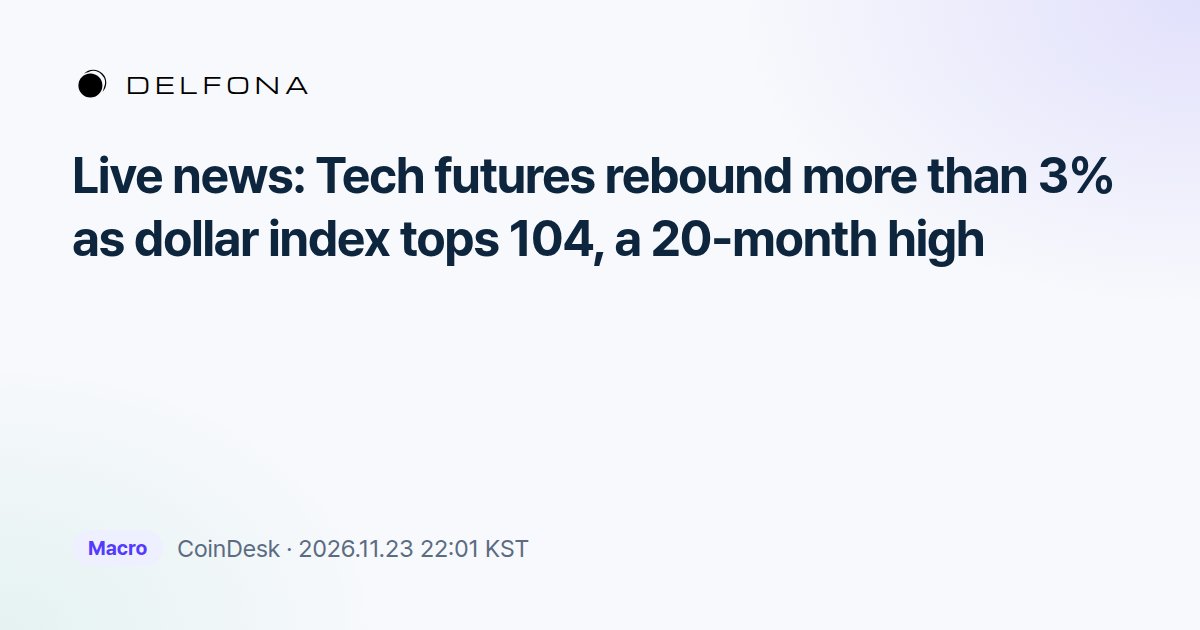 DELFONA
Live news: Tech futures rebound more than 3%
as dollar index tops 104, a 20-month high
Macro CoinDesk · 2026.11.23 22:01 KST